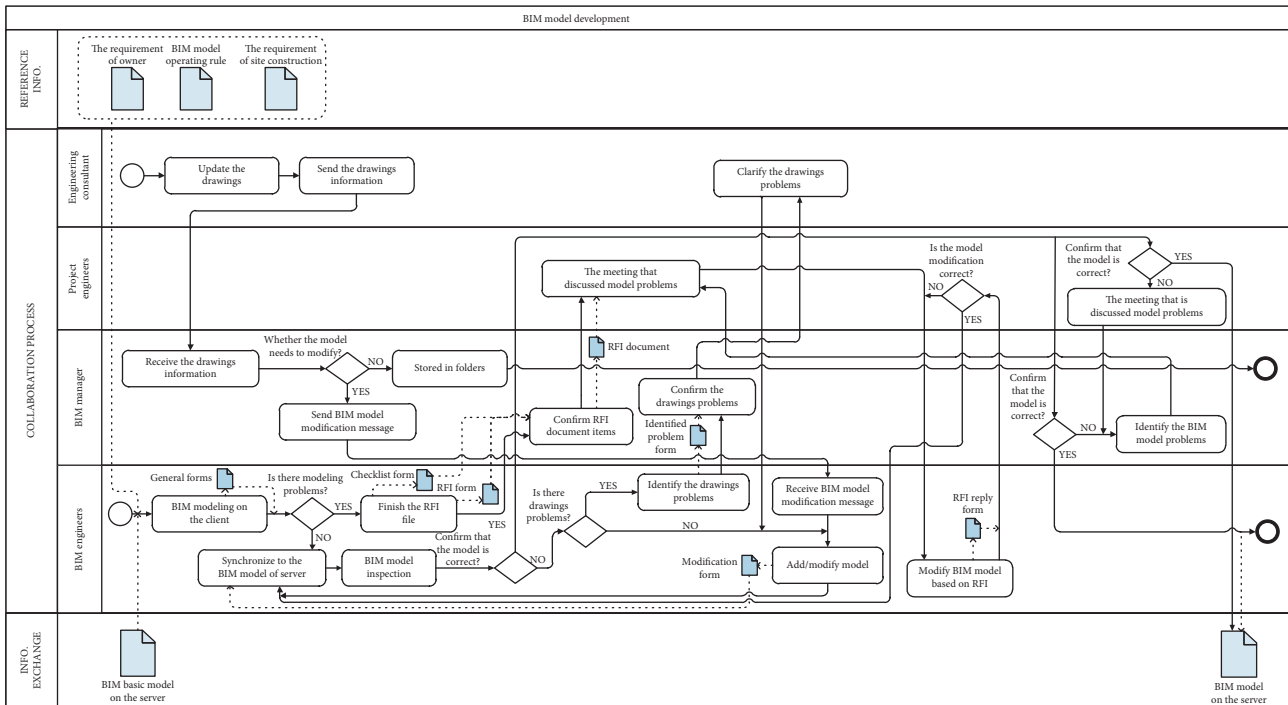 BIM model development
REFERENCE
INFO.
The requirement
of owner
BIM model
operating rule
The requirement
of site construction
COLLABORATION PROCESS
Engineering
consultant
Update the
drawings
Send the drawings
information
Clarify the drawings
problems
Project
engineers
The meeting that
discussed model problems
Is the model
modification
correct?
NO
YES
Confirm that
the model is
correct?
YES
NO
The meeting that is
discussed model problems
BIM manager
Receive the drawings
information
Whether the model
needs to modify?
NO
YES
Stored in folders
Send BIM model
modification message
RFI document
Confirm RFI
document items
Confirm the
drawings problems
Identified
problem
form
Confirm
that the
model is
correct?
NO
YES
Identify the BIM
model problems
BIM engineers
General forms
BIM modeling on
the client
Is there modeling
problems?
YES
NO
Checklist form
RFI form
Finish the RFI
file
Synchronize to the
BIM model of server
BIM model
inspection
Confirm that
the model is
correct?
YES
NO
Is there
drawings
problems?
YES
NO
Identify the drawings
problems
Receive BIM model
modification message
Modification
form
Add/modify model
RFI reply
form
Modify BIM model
based on RFI
INFO.
EXCHANGE
BIM basic model
on the server
BIM model
on the server